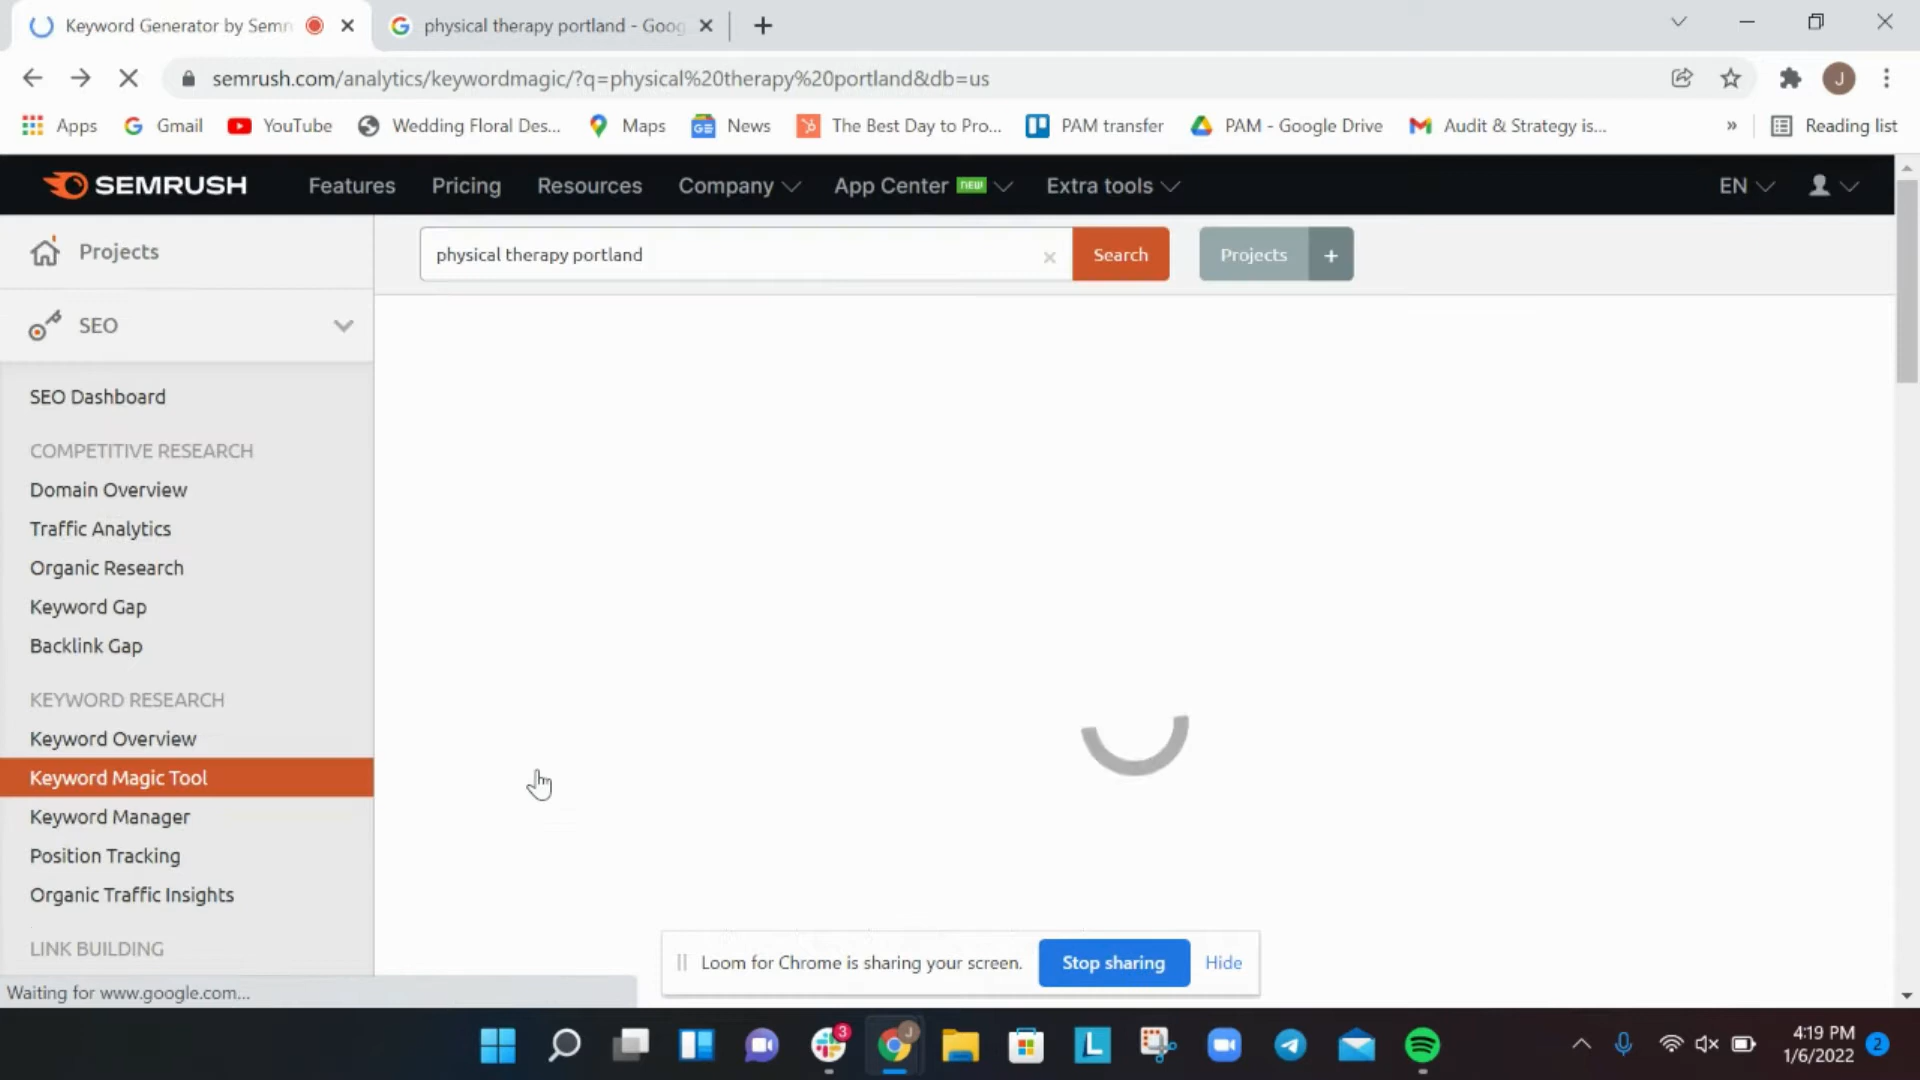 Keyword Generator by Semr
physical therapy portland - Goog
semrush.com/analytics/keywordmagic/?q=physical%20therapy%20portland&db=us
J
Apps
Gmail
YouTube
Wedding Floral Des...
Maps
News
The Best Day to Pro...
PAM transfer
PAM - Google Drive
Audit & Strategy is...
»
Reading list
SEMRUSH
Features
Pricing
Resources
Company
App Center
NEW
Extra tools
EN
Projects
physical therapy portland
Search
Projects
+
SEO
SEO Dashboard
COMPETITIVE RESEARCH
Domain Overview
Traffic Analytics
Organic Research
Keyword Gap
Backlink Gap
KEYWORD RESEARCH
Keyword Overview
Keyword Magic Tool
Keyword Manager
Position Tracking
Organic Traffic Insights
LINK BUILDING
Loom for Chrome is sharing your screen.
Stop sharing
Hide
Waiting for www.google.com...
3
J
L
4:19 PM
1/6/2022
2